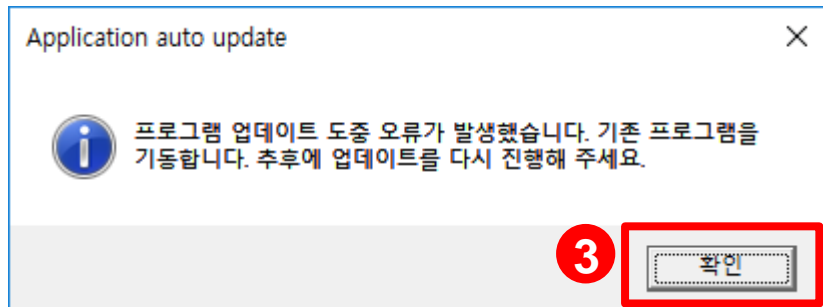 Application auto update
프로그램 업데이트 도중 오류가 발생했습니다. 기존 프로그램을
기동합니다. 추후에 업데이트를 다시 진행해 주세요.
3
확인